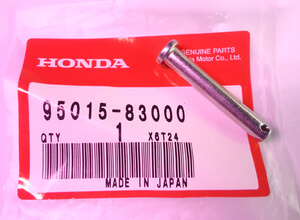 GENUINE PARTS
HONDA
Motor Co., Ltd.
95015-83000
QTY 1 X6T24
MADE IN JAPAN